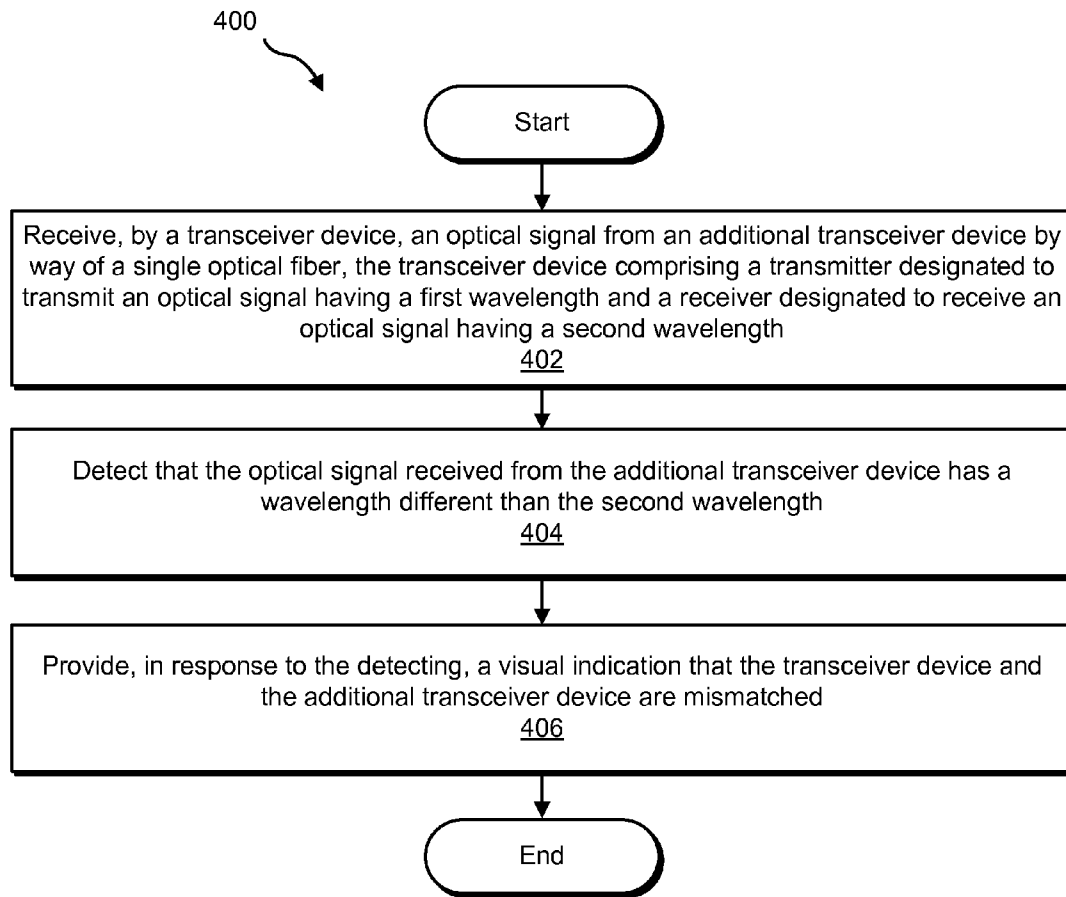 400
Start
Receive, by a transceiver device, an optical signal from an additional transceiver device by
way of a single optical fiber, the transceiver device comprising a transmitter designated to
transmit an optical signal having a first wavelength and a receiver designated to receive an
optical signal having a second wavelength
402
Detect that the optical signal received from the additional transceiver device has a
wavelength different than the second wavelength
404
Provide, in response to the detecting, a visual indication that the transceiver device and
the additional transceiver device are mismatched
406
End